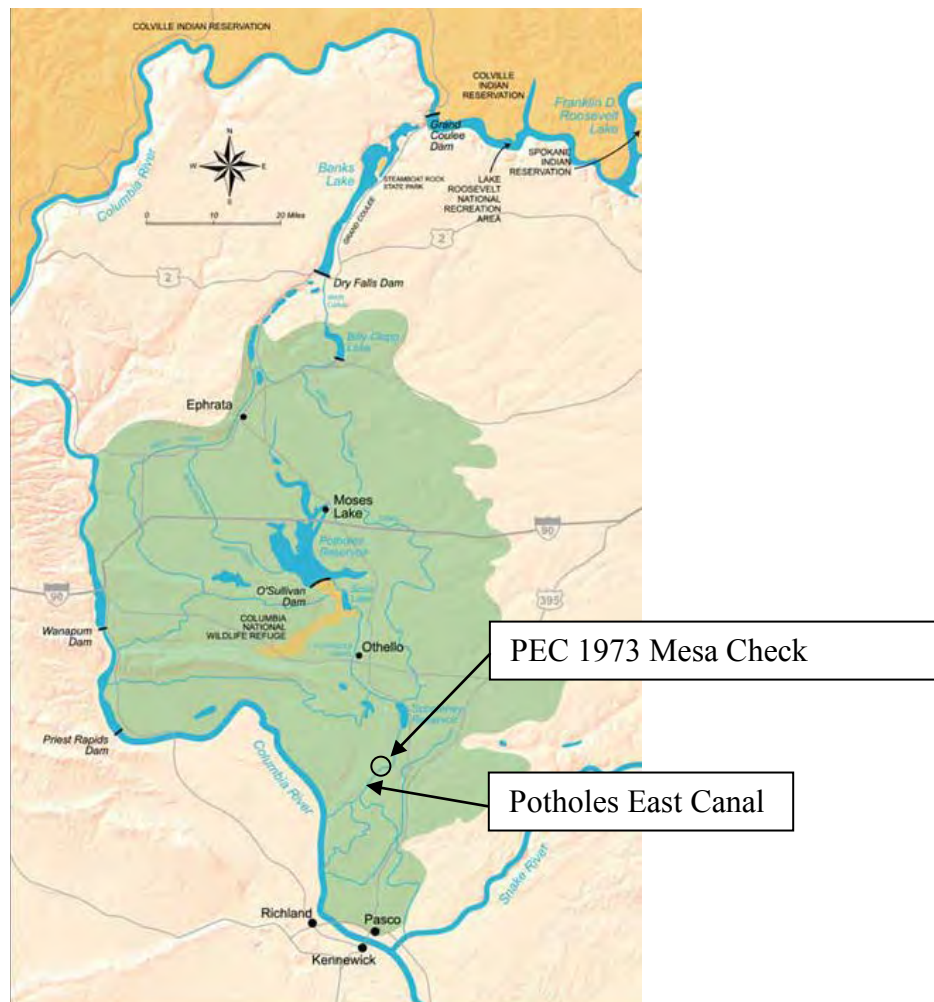 COLVILLE INDIAN RESERVATION
COLVILLE
INDIAN
RESERVATION
Franklin D.
Roosevelt
Lake
Grand
Coulee
Dam
SPOKANE
INDIAN
RESERVATION
LAKE
ROOSEVELT
NATIONAL
RECREATION
AREA
N
W
E
S
Banks
Lake
STEAMBOAT ROCK
STATE PARK
GRAND COULEE
Columbia River
0 10 20 Miles
2
2
Dry Falls Dam
Billy Clapp
Lake
Ephrata
Moses
Lake
90
Potholes
Reservoir
O'Sullivan
Dam
90
395
COLUMBIA
NATIONAL
WILDLIFE REFUGE
Wanapum
Dam
Othello
PEC 1973 Mesa Check
Scooteney
Reservoir
Priest Rapids
Dam
Columbia River
Potholes East Canal
Snake River
Richland
Pasco
Kennewick